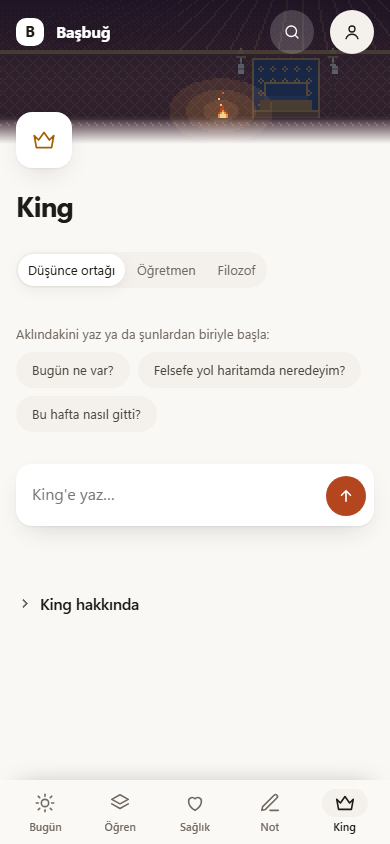 B Başbuğ
King
Düşünce ortağı Öğretmen Filozof
Aklındakini yaz ya da şunlardan biriyle başla:
Bugün ne var? Felsefe yol haritamda neredeyim?
Bu hafta nasıl gitti?
King'e yaz...
King hakkında
Bugün Öğren Sağlık Not King